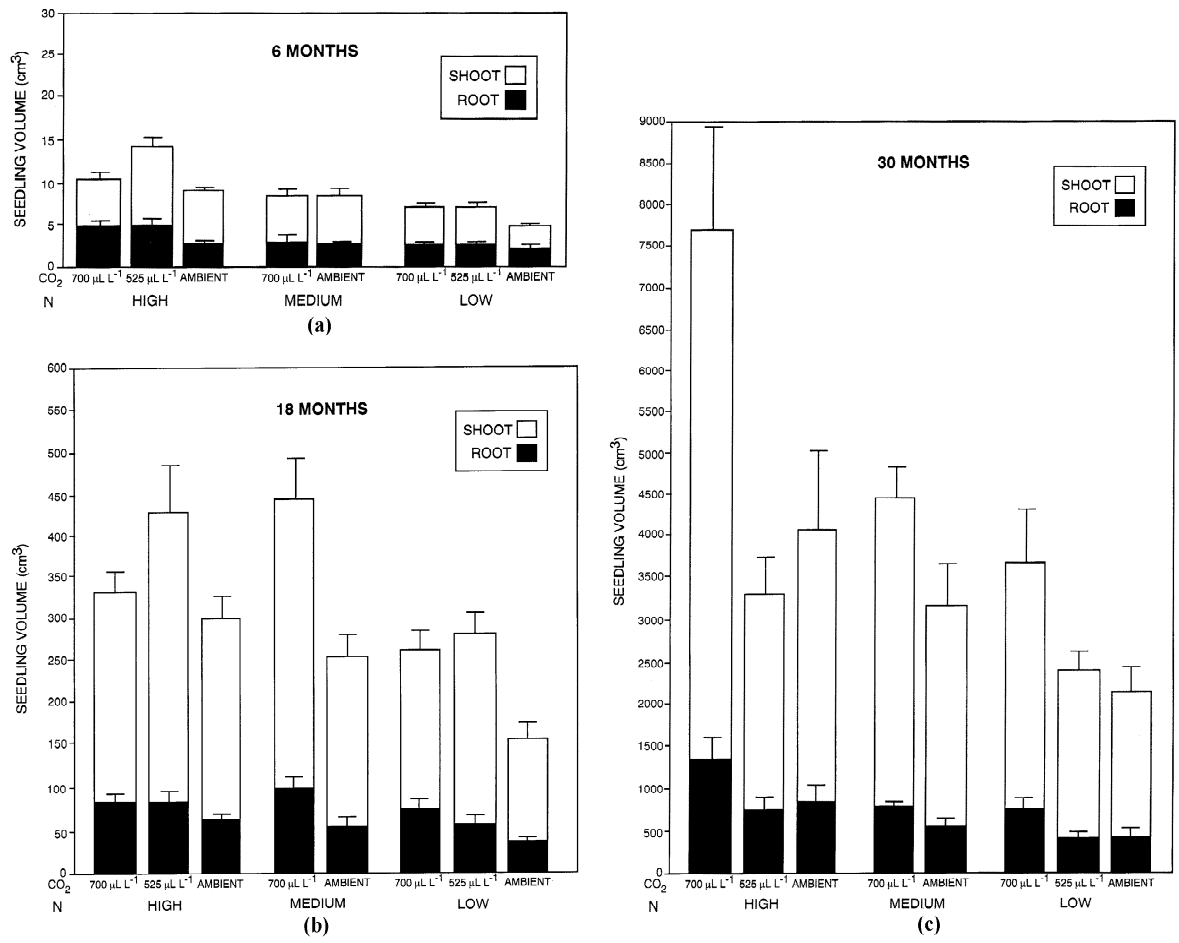 30
25
20
15
10
5
0
SEEDLING VOLUME (cm3)
6 MONTHS
SHOOT
ROOT
CO2 700 µL L-1 525 µL L-1 AMBIENT 700 µL L-1 AMBIENT 700 µL L-1 525 µL L-1 AMBIENT
N HIGH MEDIUM LOW
(a)
600
550
500
450
400
350
300
250
200
150
100
50
0
SEEDLING VOLUME (cm3)
18 MONTHS
SHOOT
ROOT
CO2 700 µL L-1 525 µL L-1 AMBIENT 700 µL L-1 AMBIENT 700 µL L-1 525 µL L-1 AMBIENT
N HIGH MEDIUM LOW
(b)
9000
8500
8000
7500
7000
6500
6000
5500
5000
4500
4000
3500
3000
2500
2000
1500
1000
500
0
SEEDLING VOLUME (cm3)
30 MONTHS
SHOOT
ROOT
CO2 700 µL L-1 526 µL L-1 AMBIENT 700 µL L-1 AMBIENT 700 µL L-1 525 µL L-1 AMBIENT
N HIGH MEDIUM LOW
(c)